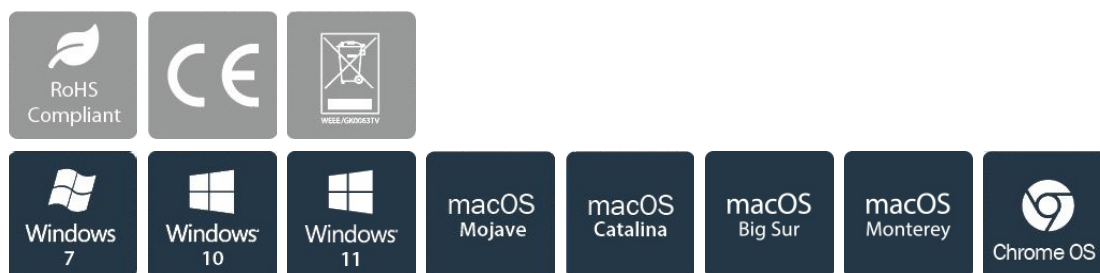 RoHS
Compliant
CE
WEEE/GK0063TV
Windows
7
Windows
10
Windows
11
macOS
Mojave
macOS
Catalina
macOS
Big Sur
macOS
Monterey
Chrome OS